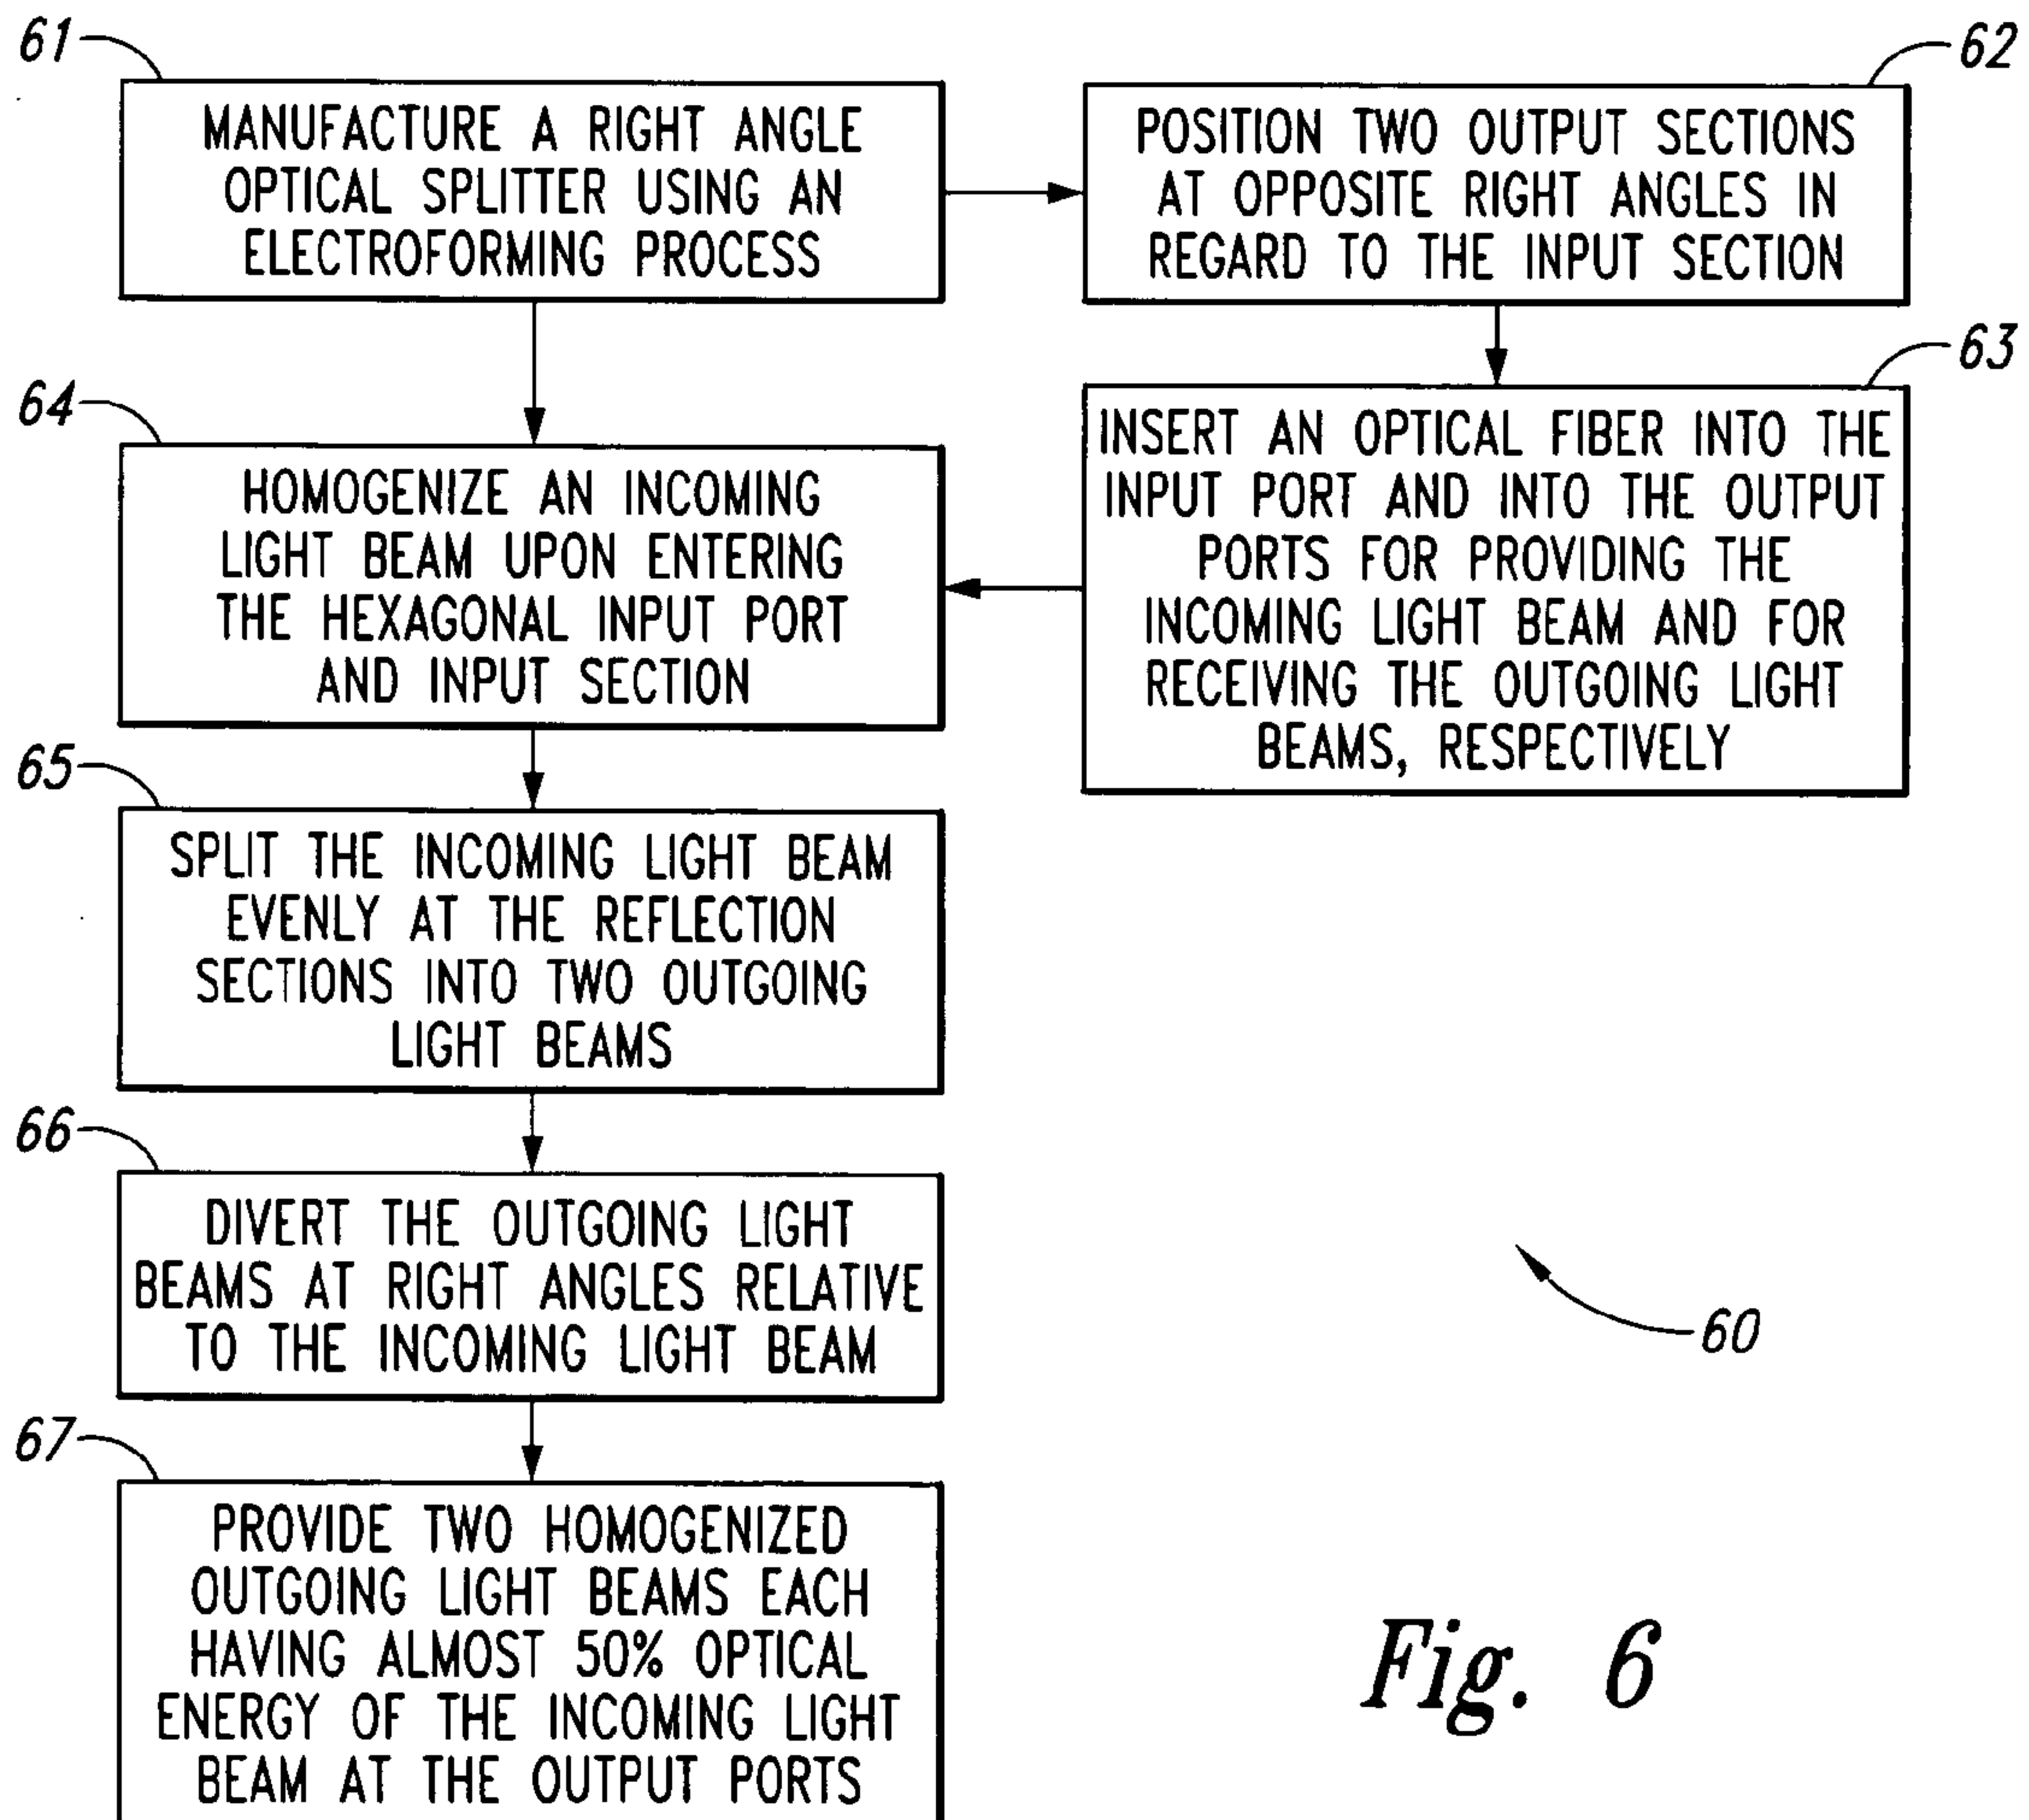 61
MANUFACTURE A RIGHT ANGLE
OPTICAL SPLITTER USING AN
ELECTROFORMING PROCESS
62
POSITION TWO OUTPUT SECTIONS
AT OPPOSITE RIGHT ANGLES IN
REGARD TO THE INPUT SECTION
63
INSERT AN OPTICAL FIBER INTO THE
INPUT PORT AND INTO THE OUTPUT
PORTS FOR PROVIDING THE
INCOMING LIGHT BEAM AND FOR
RECEIVING THE OUTGOING LIGHT
BEAMS, RESPECTIVELY
64
HOMOGENIZE AN INCOMING
LIGHT BEAM UPON ENTERING
THE HEXAGONAL INPUT PORT
AND INPUT SECTION
65
SPLIT THE INCOMING LIGHT BEAM
EVENLY AT THE REFLECTION
SECTIONS INTO TWO OUTGOING
LIGHT BEAMS
66
DIVERT THE OUTGOING LIGHT
BEAMS AT RIGHT ANGLES RELATIVE
TO THE INCOMING LIGHT BEAM
67
PROVIDE TWO HOMOGENIZED
OUTGOING LIGHT BEAMS EACH
HAVING ALMOST 50% OPTICAL
ENERGY OF THE INCOMING LIGHT
BEAM AT THE OUTPUT PORTS
60
Fig. 6